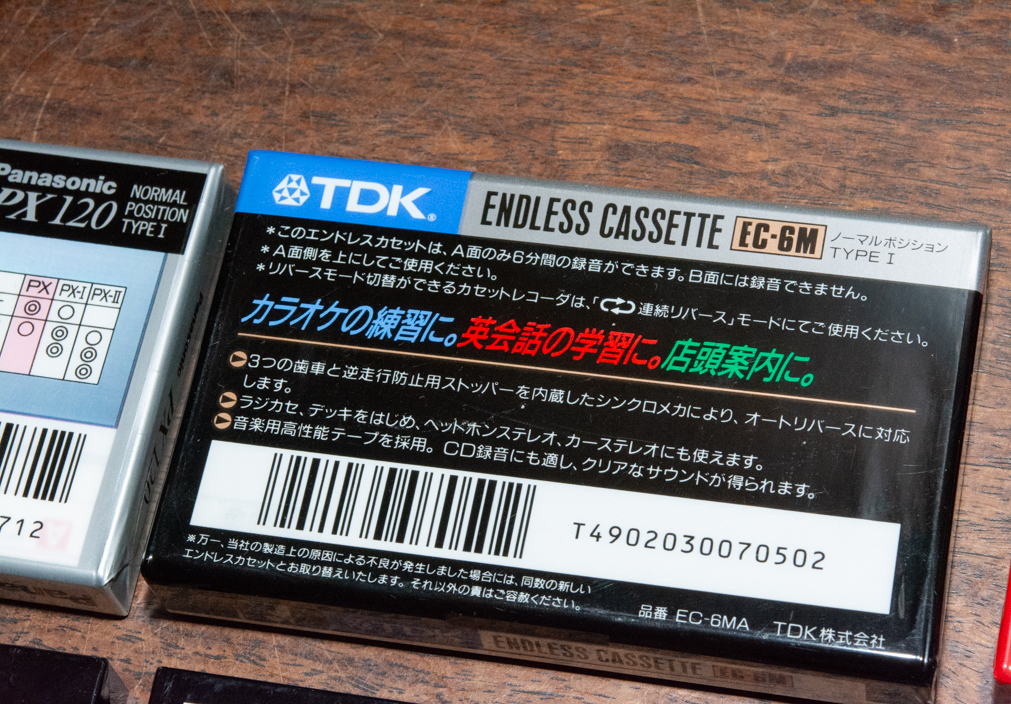 Panasonic
PX120
NORMAL
POSITION
TYPE I
PX PX-I PX-II
712
TDK®
ENDLESS CASSETTE EC-6M ノーマルポジション
TYPE I
*このエンドレスカセットは、A面のみ6分間の録音ができます。B面には録音できません。
*A面側を上にしてご使用ください。
*リバースモード切替ができるカセットレコーダは、「連続リバース」モードにてご使用ください。
カラオケの練習に。英会話の学習に。店頭案内に。
3つの歯車と逆走行防止用ストッパーを内蔵したシンクロメカにより、オートリバースに対応
します。
ラジカセ、デッキをはじめ、ヘッドホンステレオ、カーステレオにも使えます。
音楽用高性能テープを採用。CD録音にも適し、クリアなサウンドが得られます。
T4902030070502
※万一、当社の製造上の原因による不良が発生しました場合には、同数の新しい
エンドレスカセットとお取り替えいたします。それ以外の責はご容赦ください。
品番 EC-6MA TDK株式会社
ENDLESS CASSETTE EC-6M